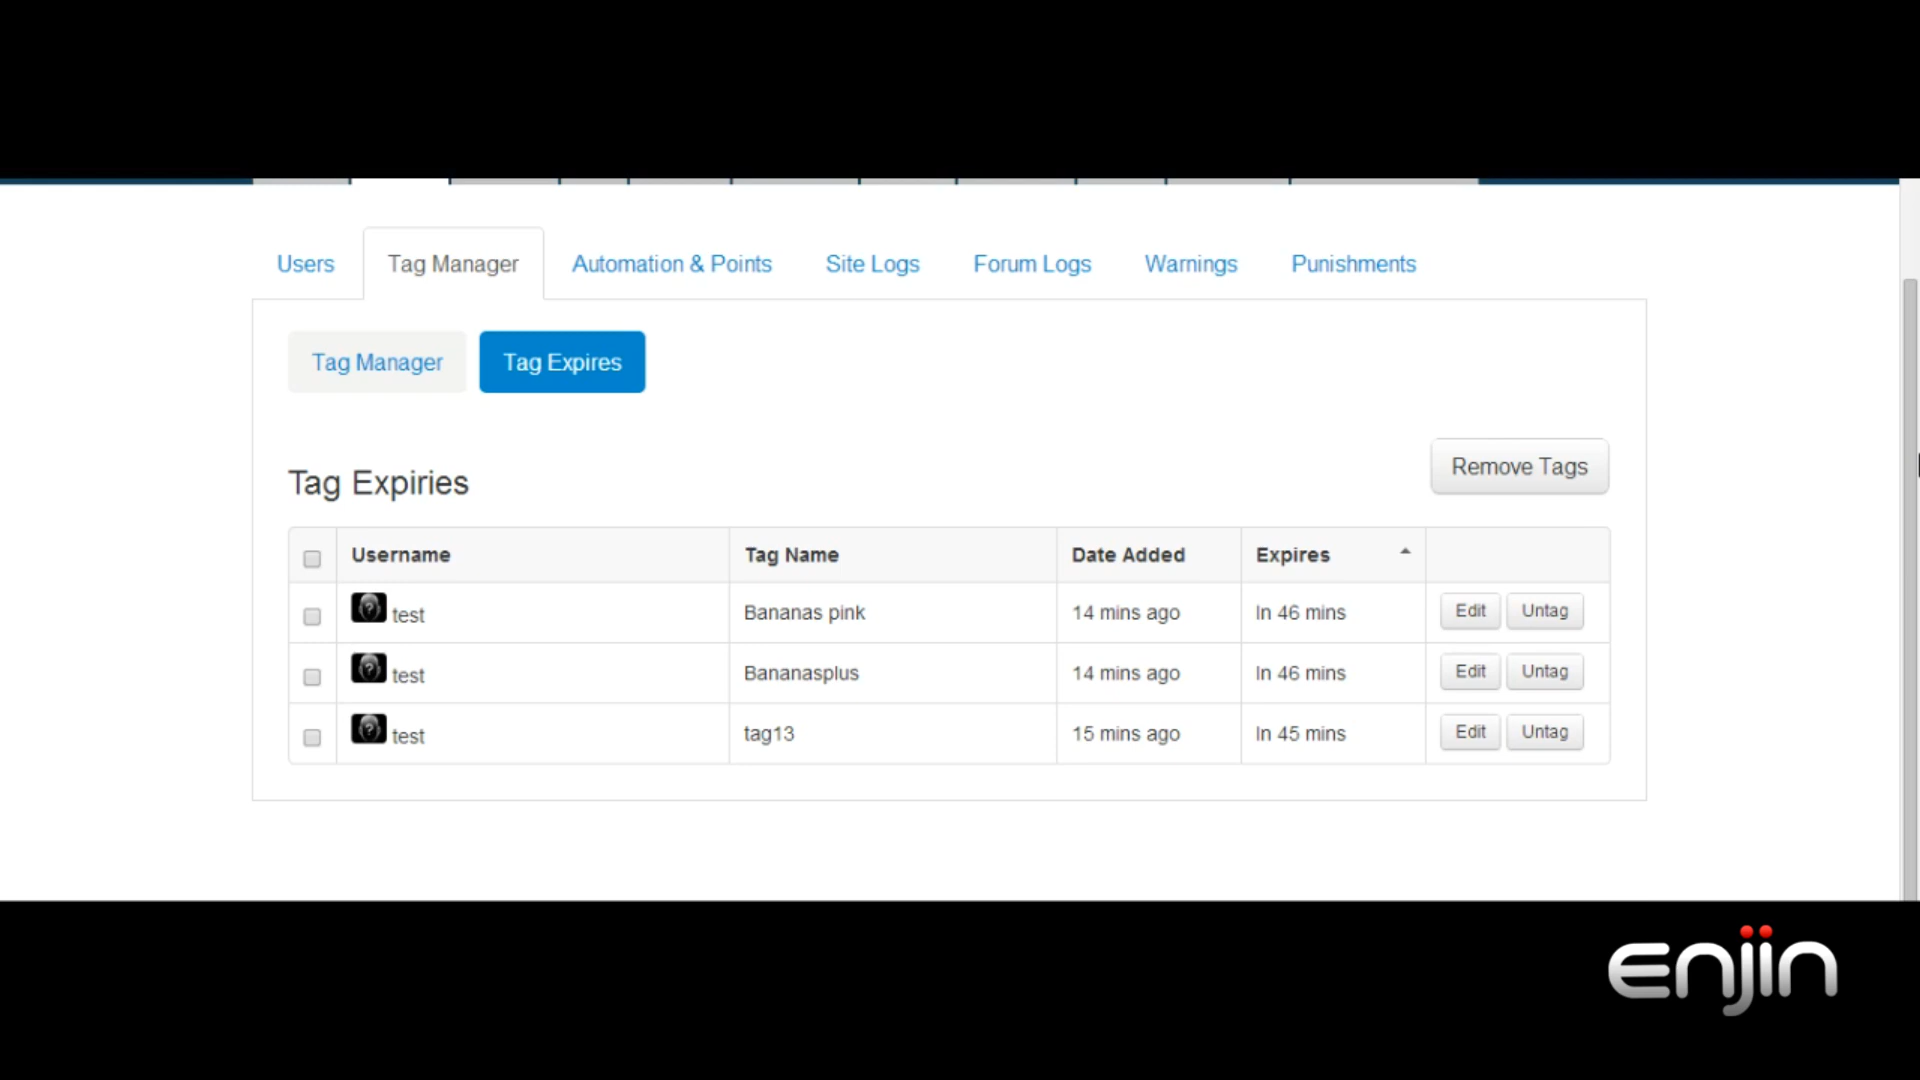 Users Tag Manager Automation & Points Site Logs Forum Logs Warnings Punishments
Tag Manager Tag Expires
Remove Tags
Tag Expiries
Username Tag Name Date Added Expires
test Bananas pink 14 mins ago In 46 mins Edit Untag
test Bananasplus 14 mins ago In 46 mins Edit Untag
test tag13 15 mins ago In 45 mins Edit Untag
enjin